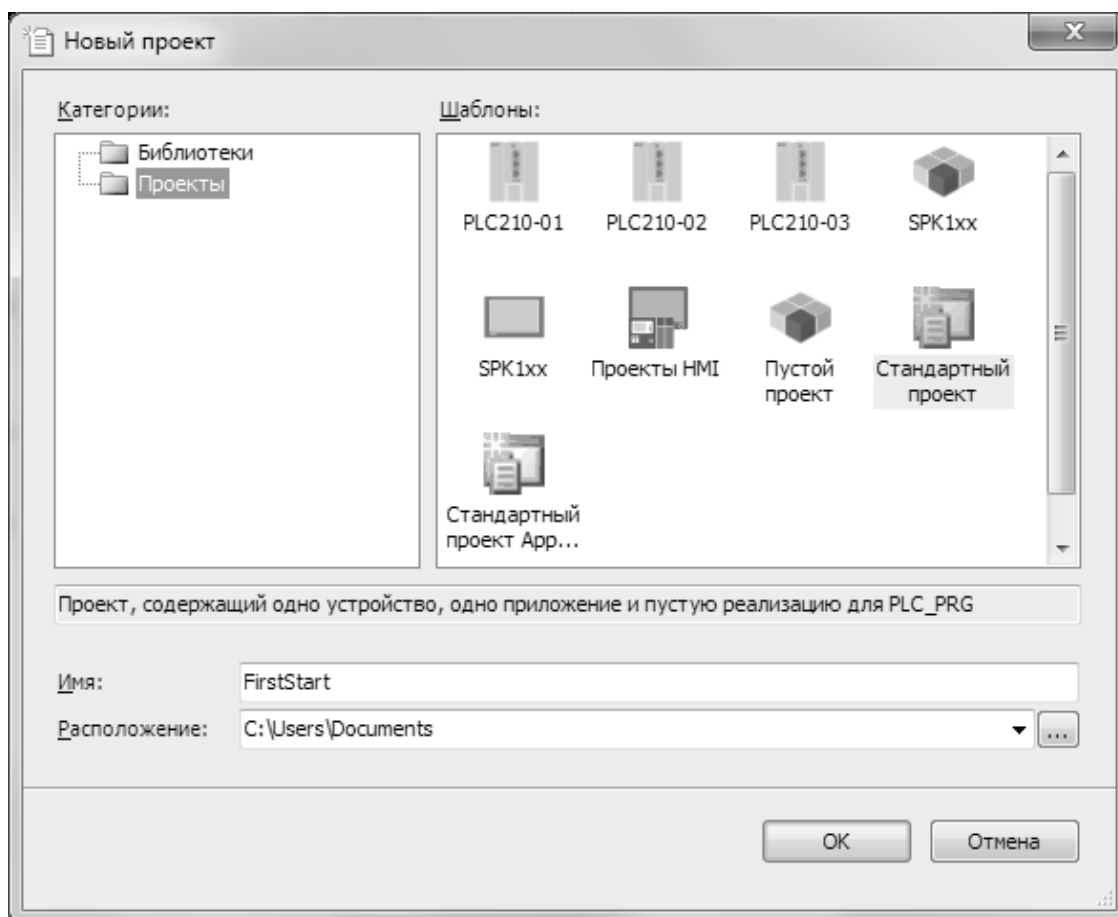 Новый проект
Категории:
Шаблоны:
Библиотеки
Проекты
PLC210-01
PLC210-02
PLC210-03
SPK1xx
SPK1xx
Проекты HMI
Пустой
проект
Стандартный
проект
Стандартный
проект App...
Проект, содержащий одно устройство, одно приложение и пустую реализацию для PLC_PRG
Имя:
FirstStart
Расположение:
C:\Users\Documents
...
OK
Отмена